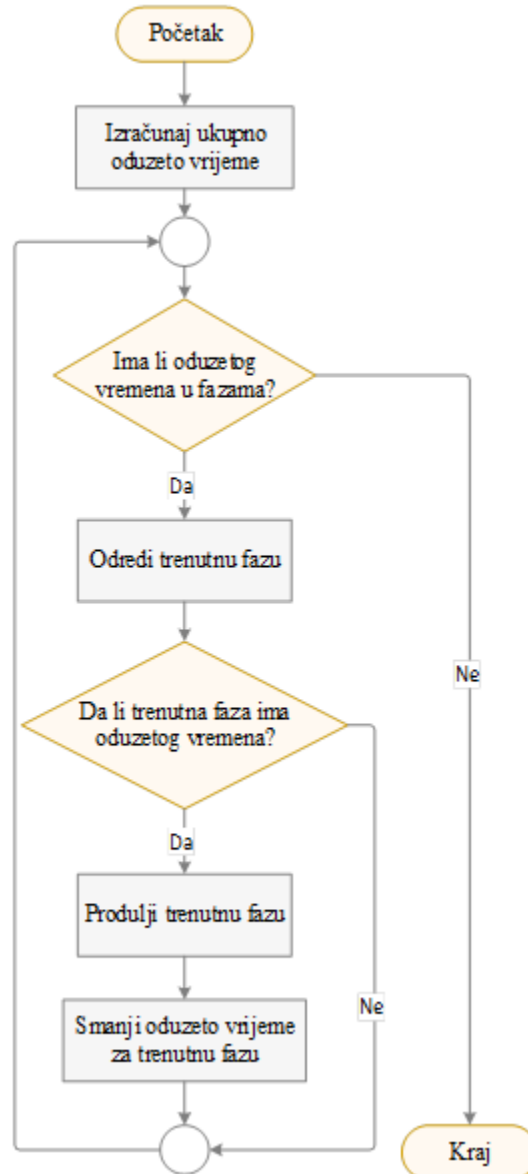 Početak
Izračunaj ukupno
oduzeto vrijeme
Ima li oduzetog
vremena u fazama?
Da
Odredi trenutnu fazu
Ne
Da li trenutna faza ima
oduzetog vremena?
Da
Produlji trenutnu fazu
Ne
Smanji oduzeto vrijeme
za trenutnu fazu
Kraj